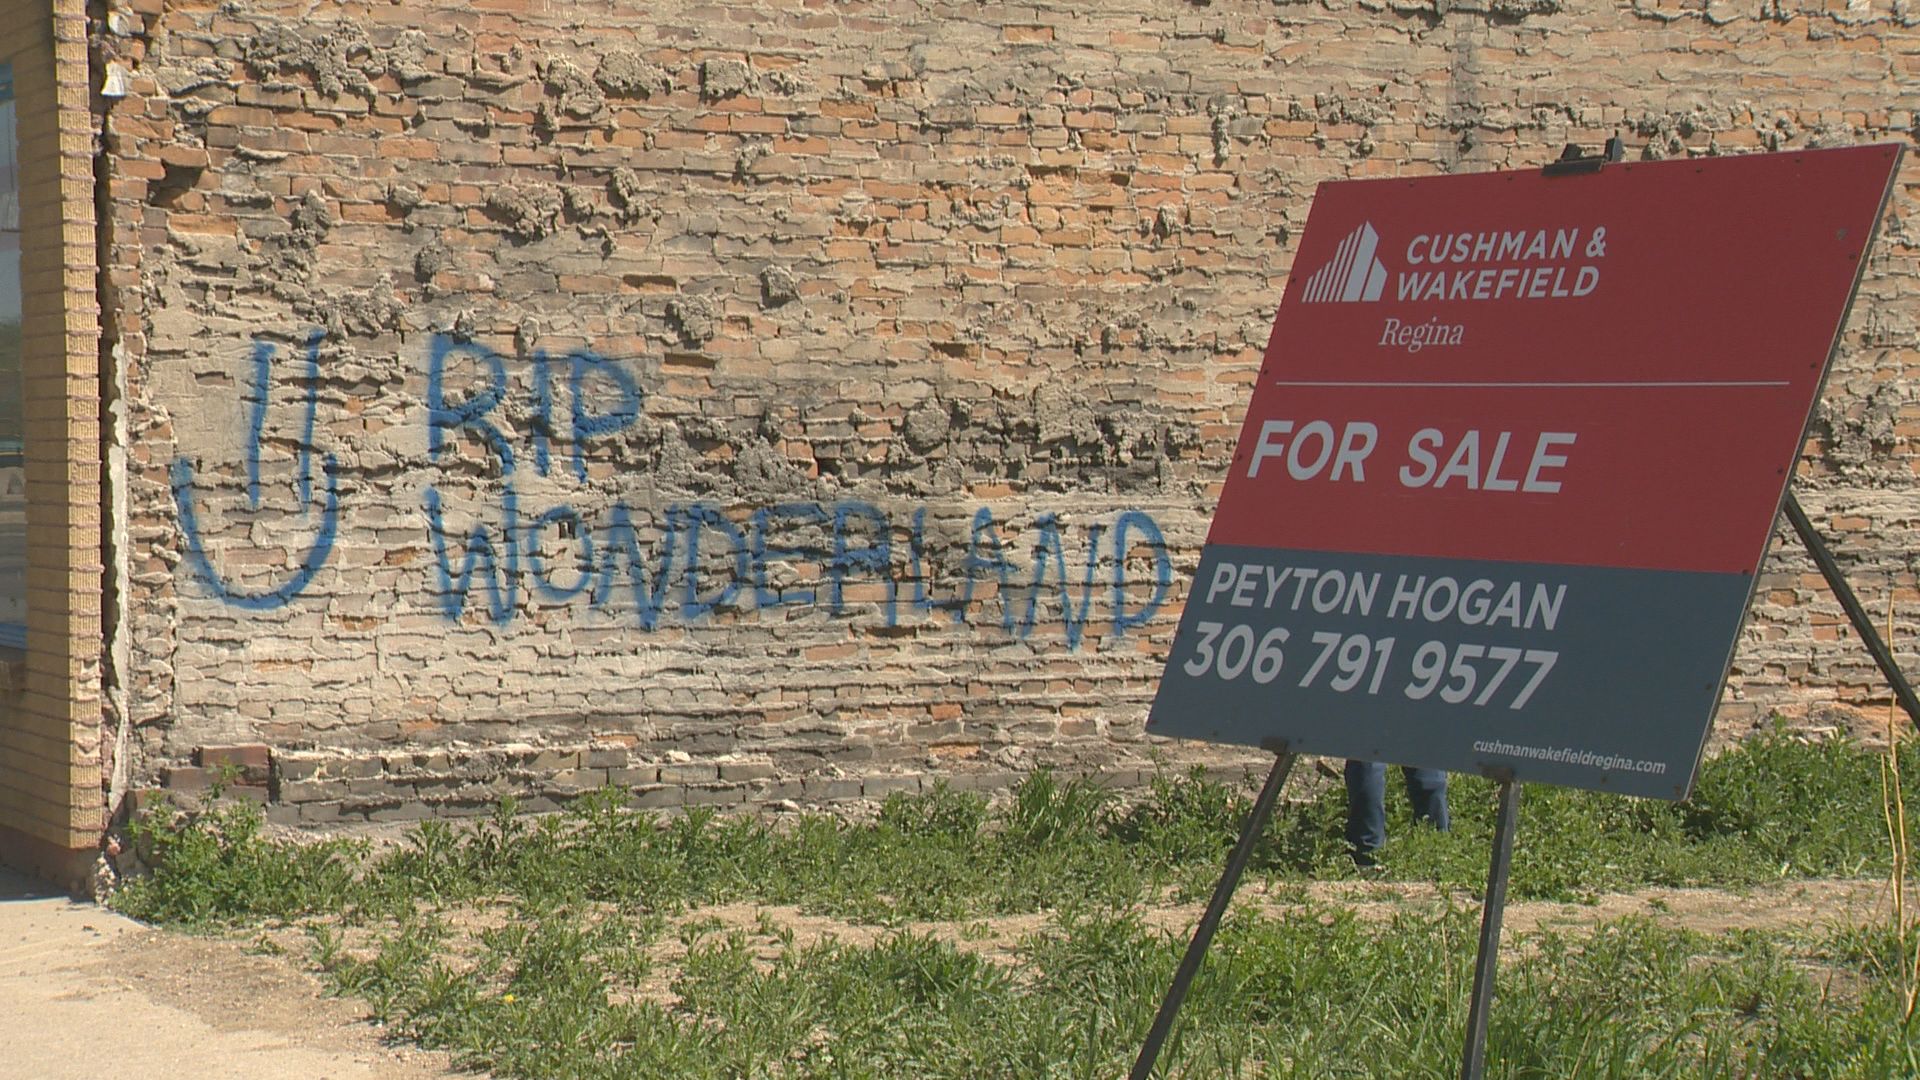 RIP
WONDERLAND
CUSHMAN &
WAKEFIELD
Regina
FOR SALE
PEYTON HOGAN
306 791 9577
cushmanwakefieldregina.com